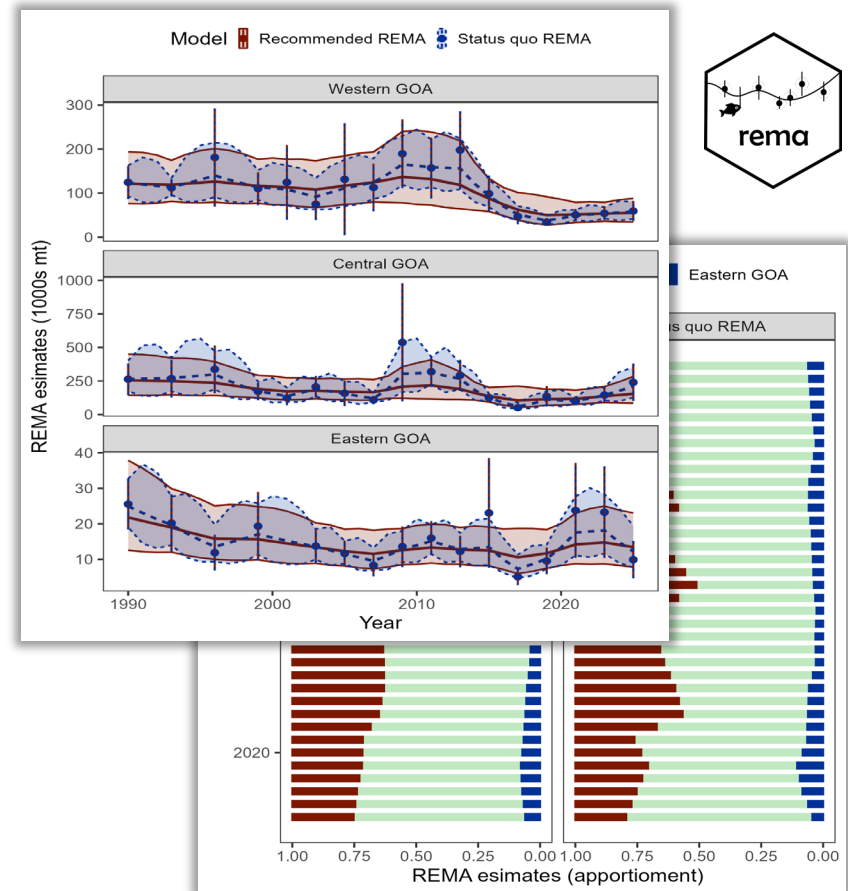 Model Recommended REMA Status quo REMA
Western GOA
300
200
100
0
Central GOA
1000
750
500
250
0
Eastern GOA
40
30
20
10
1990 2000 2010 2020
Year
REMA esimates (1000s mt)
rema
Eastern GOA
us quo REMA
2020
1.00 0.75 0.50 0.25 0.00 1.00 0.75 0.50 0.25 0.00
REMA esimates (apportioment)